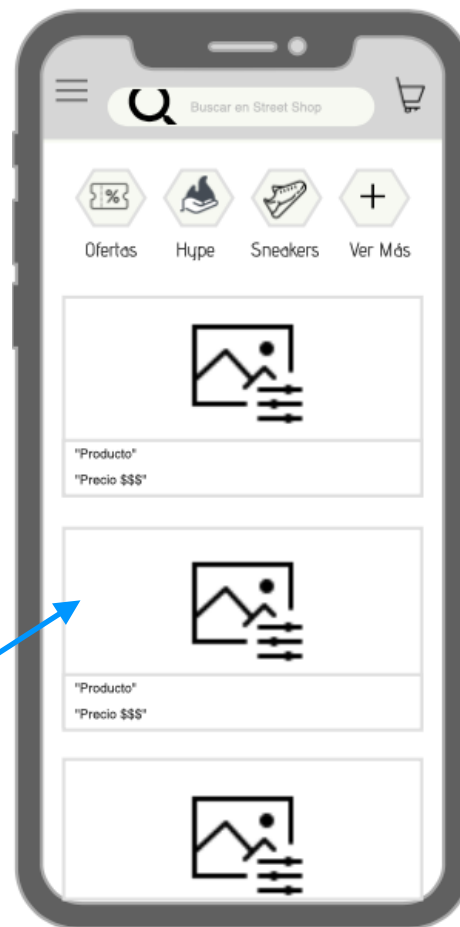 Buscar en Street Shop
%
Ofertas Hype Sneakers Ver Más
"Producto"
"Precio $$$"
"Producto"
"Precio $$$"